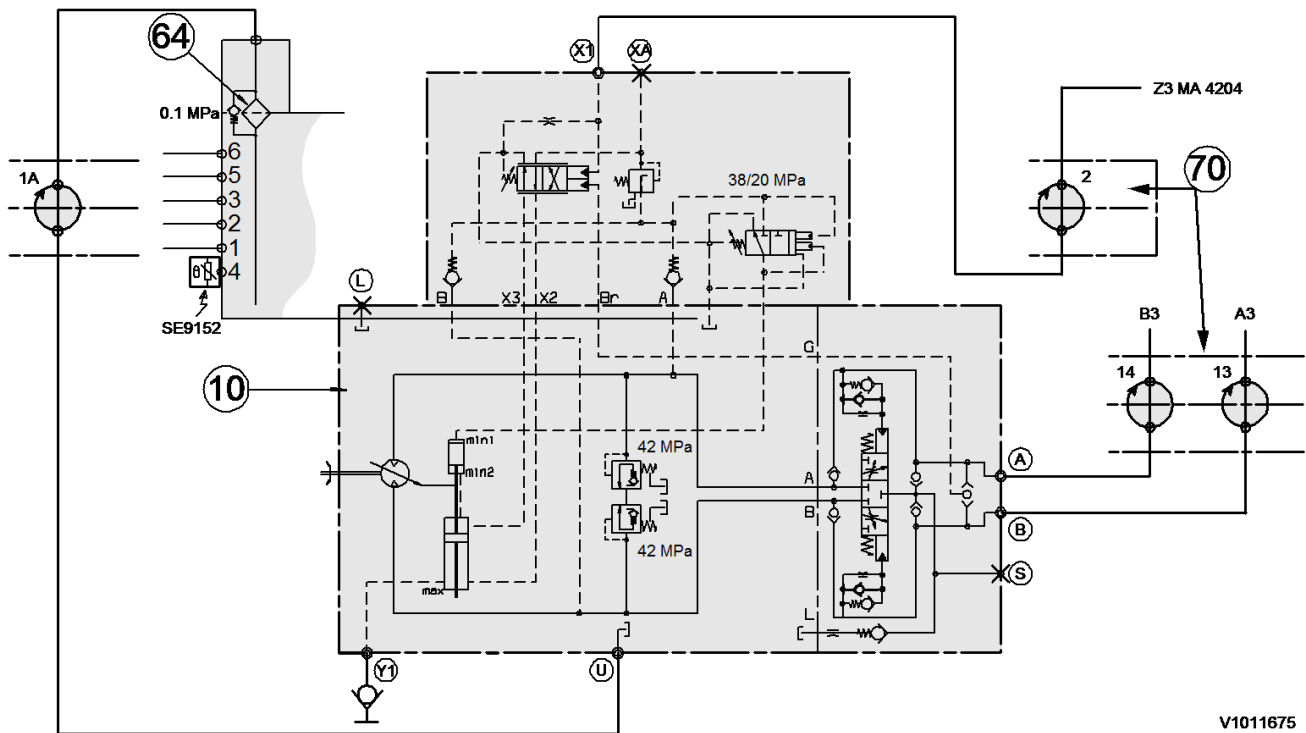 64
X1
XA
Z3 MA 4204
0.1 MPa
6
5
3
2
1
4
θ
SE9152
1A
38/20 MPa
2
70
L
B
X3
X2
Br
A
B3
A3
10
G
14
13
min1
min2
max
42 MPa
42 MPa
A
B
L
A
B
S
Y1
U
V1011675